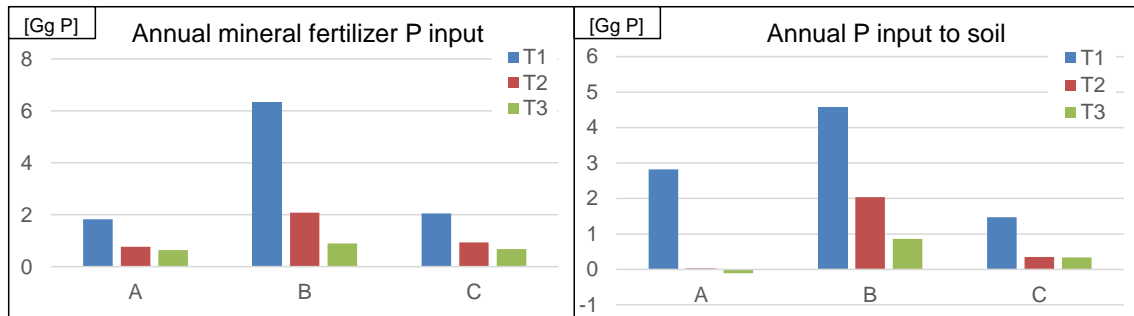 [Gg P]
Annual mineral fertilizer P input
8
6
4
2
0
T1
T2
T3
A B C
[Gg P]
Annual P input to soil
6
5
4
3
2
1
0
-1
T1
T2
T3
A B C